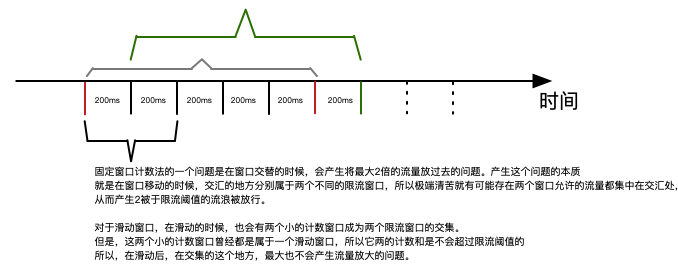 200ms 200ms 200ms 200ms 200ms 200ms
时间
固定窗口计数法的一个问题是在窗口交替的时候，会产生将最大2倍的流量放过去的问题。产生这个问题的本质
就是在窗口移动的时候，交汇的地方分别属于两个不同的限流窗口，所以极端清苦就有可能存在两个窗口允许的流量都集中在交汇处，
从而产生2被于限流阈值的流浪被放行。
对于滑动窗口，在滑动的时候，也会有两个小的计数窗口成为两个限流窗口的交集。
但是，这两个小的计数窗口曾经都是属于一个滑动窗口，所以它两的计数和是不会超过限流阈值的
所以，在滑动后，在交集的这个地方，最大也不会产生流量放大的问题。